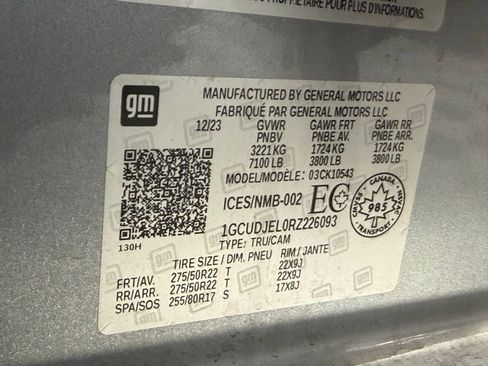 PROPRIÉTAIRE POUR PLUS D'INFORMATIONS.
gm
MANUFACTURED BY GENERAL MOTORS LLC
FABRIQUÉ PAR GENERAL MOTORS LLC
12/23 GVWR GAWR FRT GAWR RR
PNBV PNBE AV. PNBE ARR.
3221 KG 1724 KG 1724 KG
7100 LB 3800 LB 3800 LB
MODEL/MODÈLE: 03CK10543
ICES/NMB-002 EC
1GCUDJEL0RZ226093
TYPE: TRU/CAM
130H
CANADA
985
TRANSPORT
TIRE SIZE / DIM. PNEU RIM / JANTE
FRT/AV. 275/50R22 T 22X9J
RR/ARR. 275/50R22 T 22X9J
SPA/SOS 255/80R17 S 17X8J